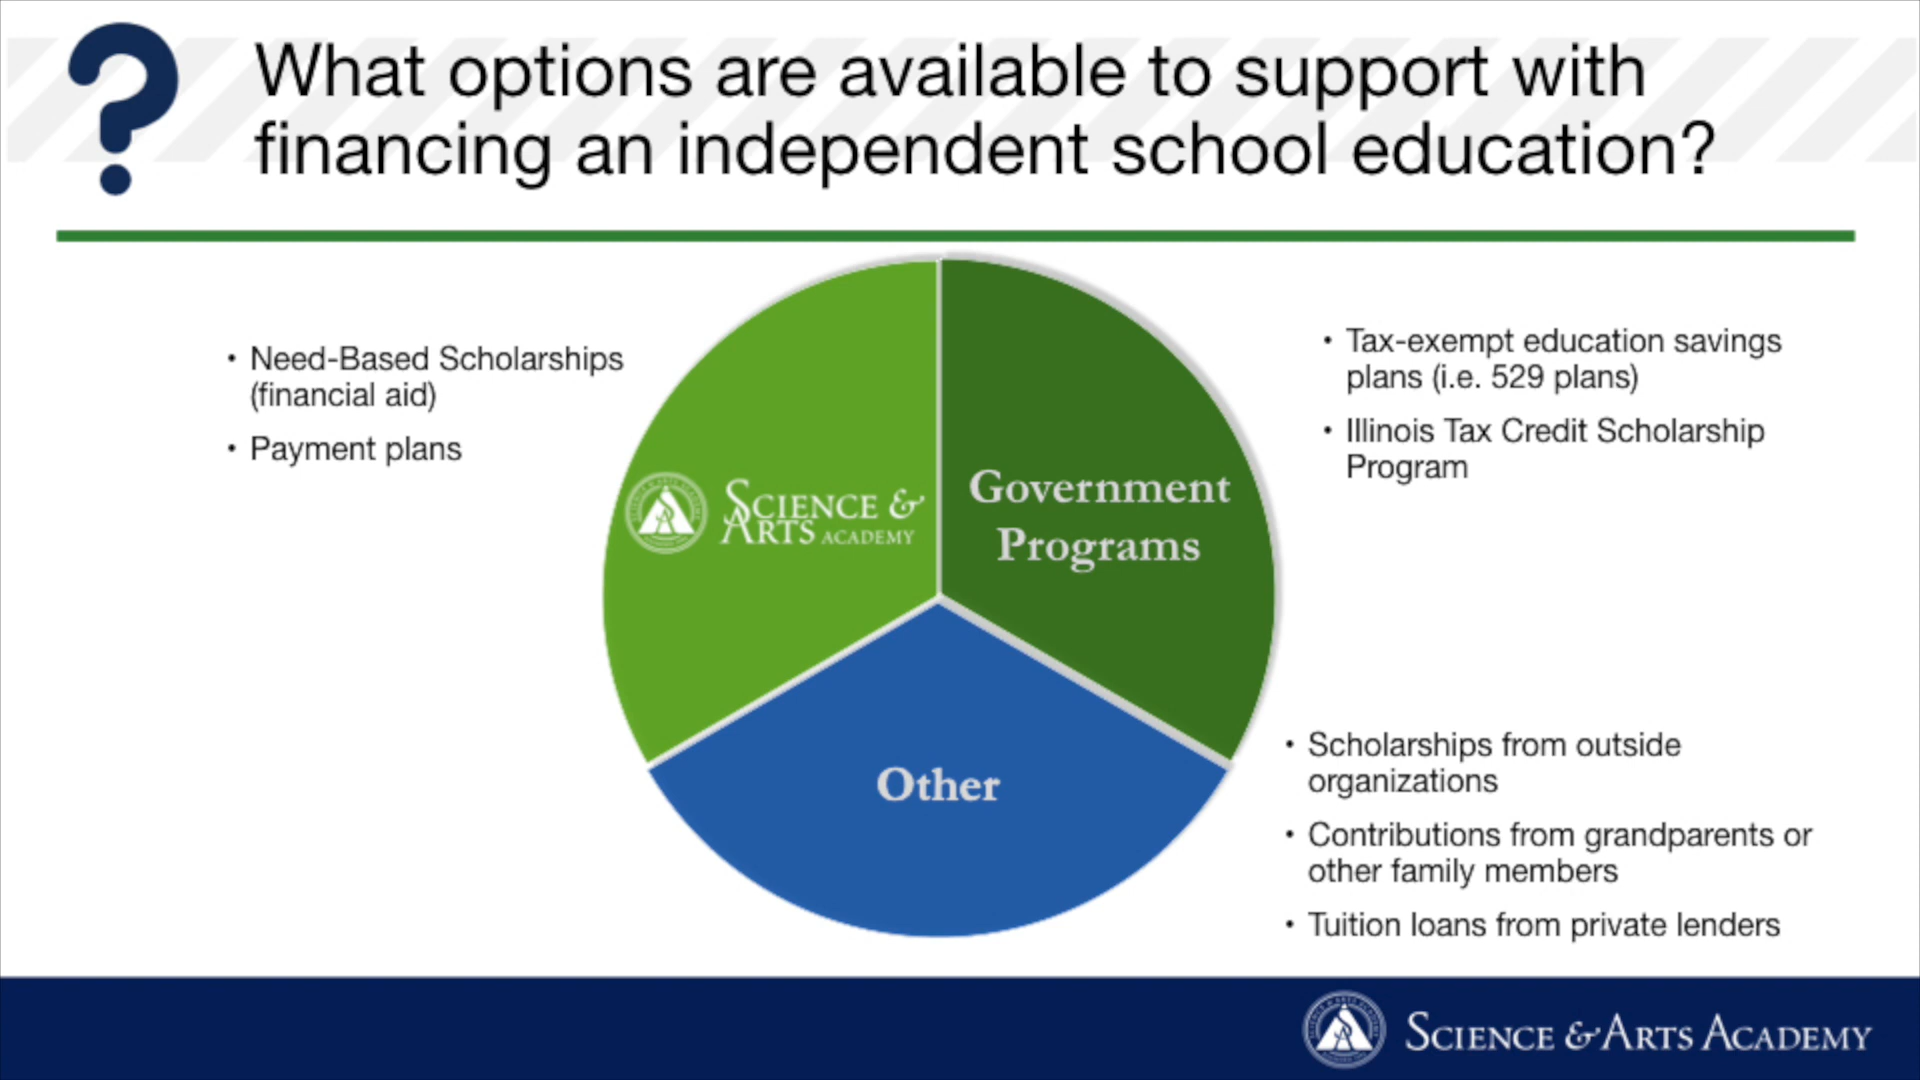 What options are available to support with
financing an independent school education?
• Need-Based Scholarships
(financial aid)
• Payment plans
SCIENCE &
ARTS ACADEMY
Government
Programs
Other
• Tax-exempt education savings
plans (i.e. 529 plans)
• Illinois Tax Credit Scholarship
Program
• Scholarships from outside
organizations
• Contributions from grandparents or
other family members
• Tuition loans from private lenders
SCIENCE & ARTS ACADEMY